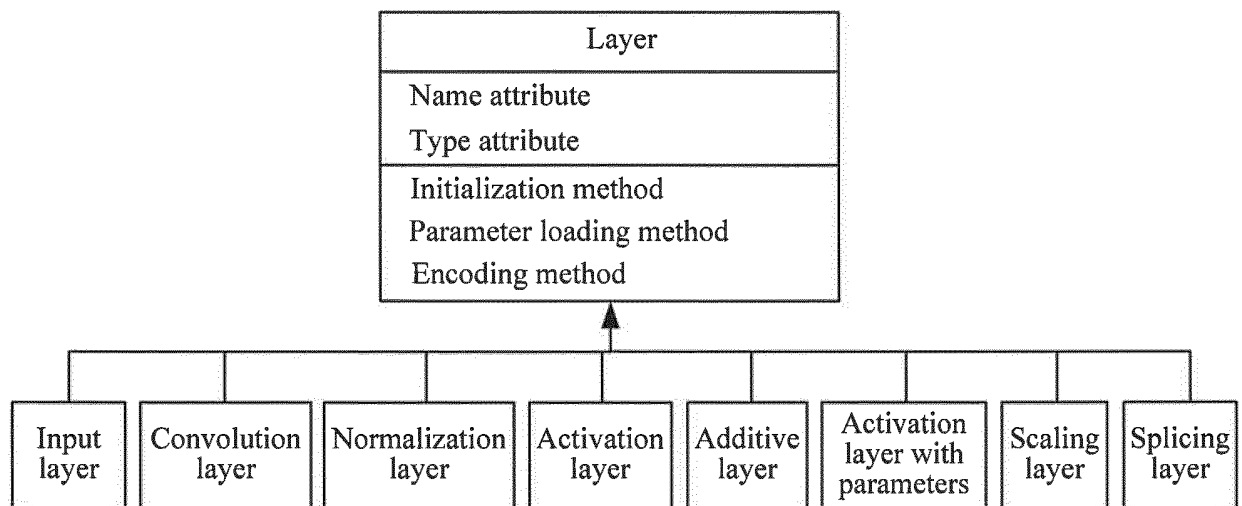 Layer
Name attribute
Type attribute
Initialization method
Parameter loading method
Encoding method
Input
layer
Convolution
layer
Normalization
layer
Activation
layer
Additive
layer
Activation
layer with
parameters
Scaling
layer
Splicing
layer